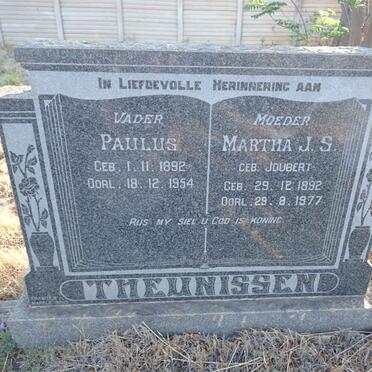 IN LIEFDEVOLLE HERINNERING AAN
VADER
PAULUS
GEB. 1.11.1892
OORL. 18.12.1954
MOEDER
MARTHA J.S.
GEB. JOUBERT
GEB. 29.12.1892
OORL. 29.8.1977
RUS MY SIEL U GOD IS KONING
THEUNISSEN